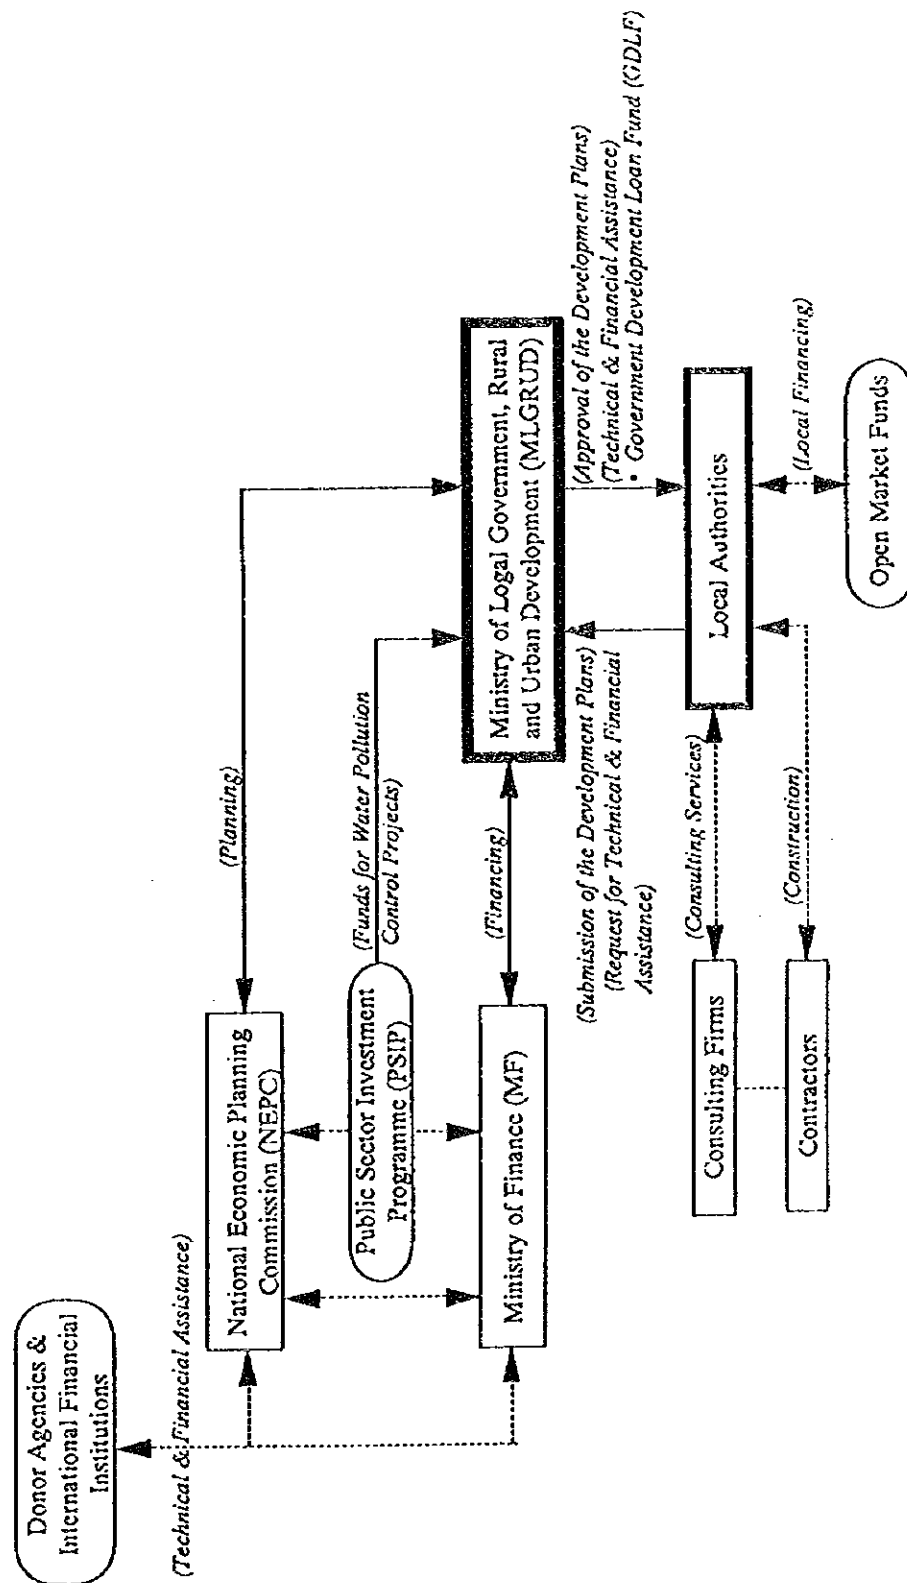 Donor Agencies &
International Financial
Institutions
(Technical & Financial Assistance)
National Economic Planning
Commission (NEPC)
(Planning)
Public Sector Investment
Programme (PSIP)
(Funds for Water Pollution
Control Projects)
Ministry of Finance (MF)
(Financing)
Ministry of Logal Government, Rural
and Urban Development (MLGRUD)
(Submission of the Development Plans)
(Request for Technical & Financial
Assistance)
(Approval of the Development Plans)
(Technical & Financial Assistance)
• Government Development Loan Fund (GDLF)
Consulting Firms
(Consulting Services)
Local Authorities
Contractors
(Construction)
(Local Financing)
Open Market Funds